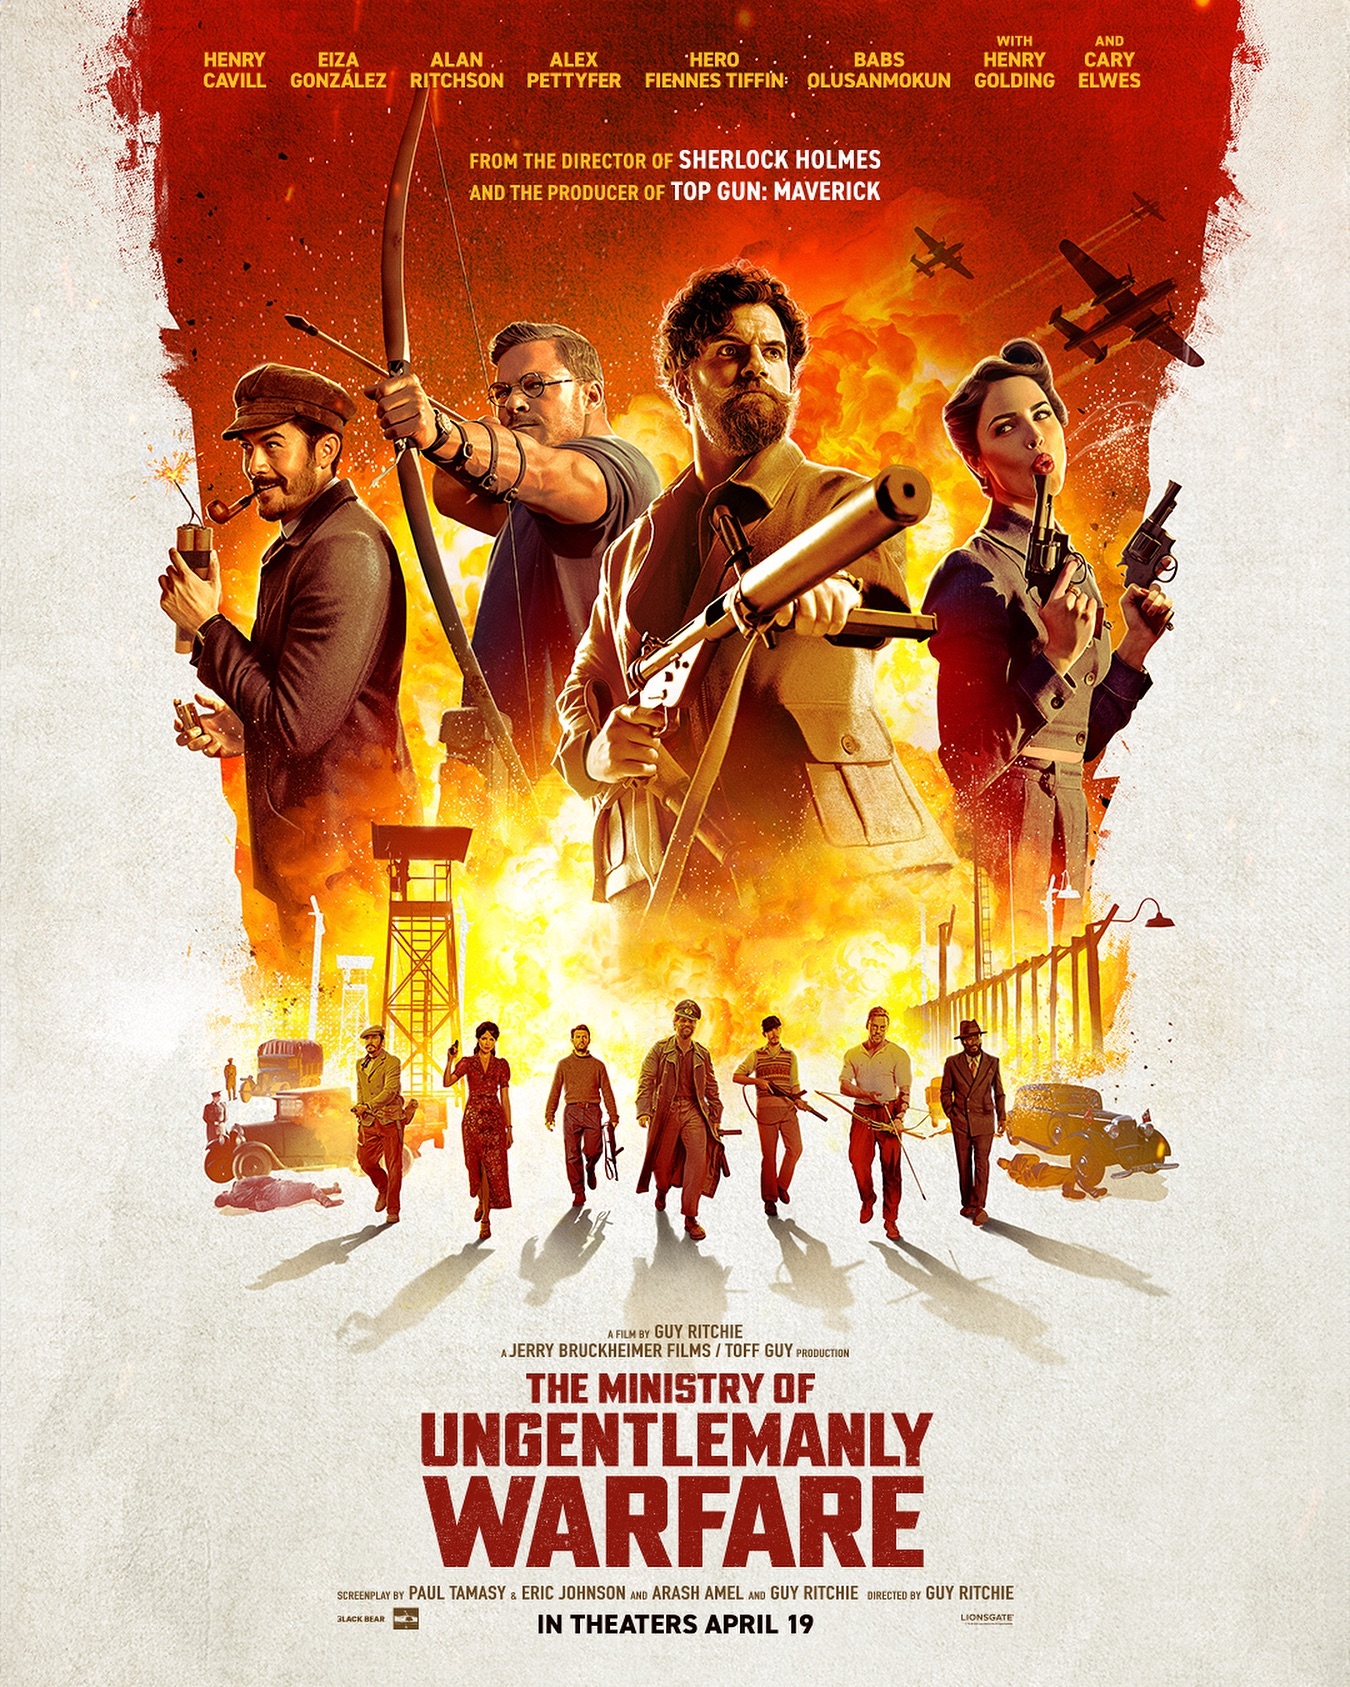 HENRY CAVILL
EIZA GONZÁLEZ
ALAN RITCHSON
ALEX PETTYFER
HERO FIENNES TIFFIN
BABS OLUSANMOKUN
WITH HENRY GOLDING
AND CARY ELWES
FROM THE DIRECTOR OF SHERLOCK HOLMES
AND THE PRODUCER OF TOP GUN: MAVERICK
A FILM BY GUY RITCHIE
A JERRY BRUCKHEIMER FILMS / TOFF GUY PRODUCTION
THE MINISTRY OF
UNGENTLEMANLY
WARFARE
SCREENPLAY BY PAUL TAMASY & ERIC JOHNSON AND ARASH AMEL AND GUY RITCHIE DIRECTED BY GUY RITCHIE
BLACK BEAR
IN THEATERS APRIL 19
LIONSGATE